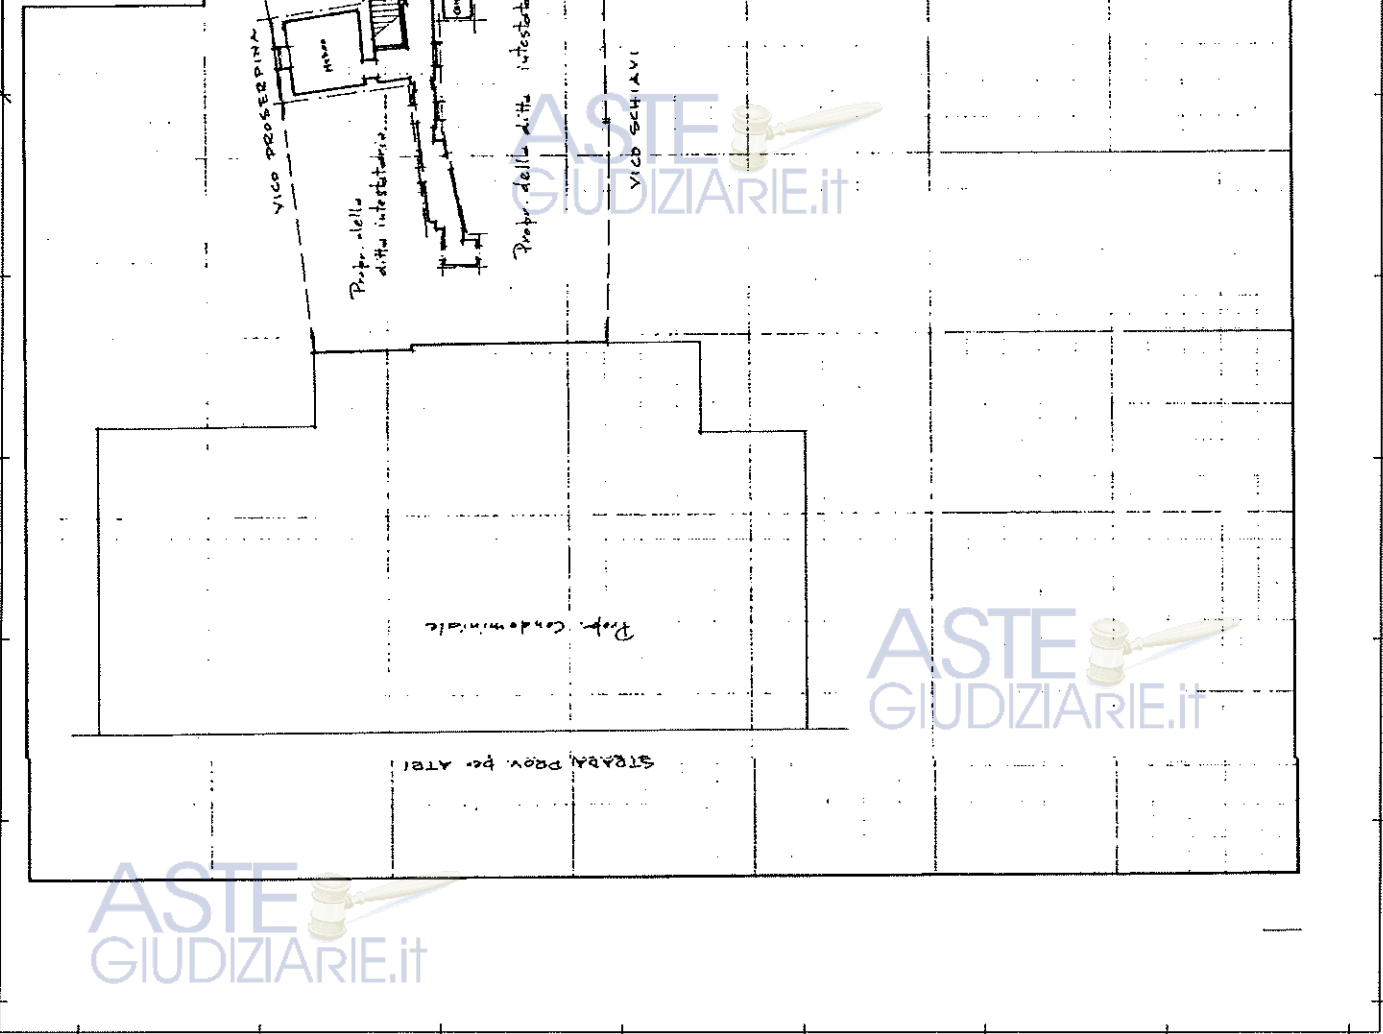 VICO PROSERPINA
Propr. della
ditta intestataria
Propr. della ditta intestata
VICO SCHIAVI
ASTE
GIUDIZIARIE.it
Propr. Condominiale
ASTE
GIUDIZIARIE.it
STRADA PROV. per ATRI
ASTE
GIUDIZIARIE.it